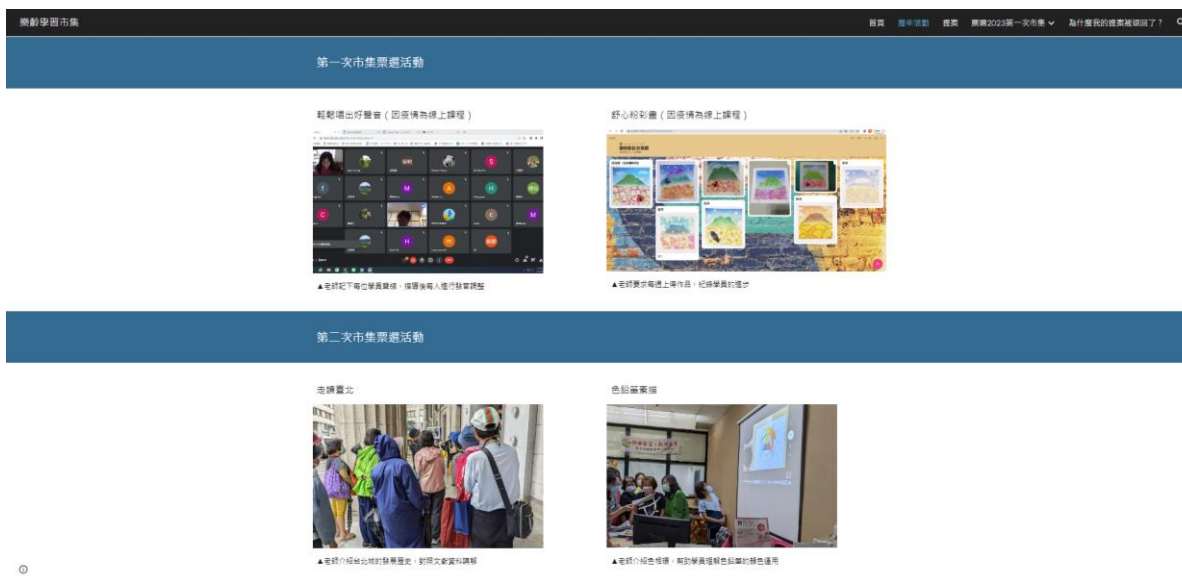 樂齡學習市集
首頁 歷年活動 提案 票選2023第一次市集 為什麼我的提案被退回了？
第一次市集票選活動
輕鬆唱出好聲音（因疫情為線上課程）
舒心粉彩畫（因疫情為線上課程）
▲老師記下每位學員聲線，指導後每人進行發音調整
▲老師要求每週上傳作品，紀錄學員的進步
第二次市集票選活動
走讀臺北
色鉛筆素描
▲老師介紹台北城的發展歷史，對照文獻資料講解
▲老師介紹色相環，幫助學員理解色鉛筆的顏色運用